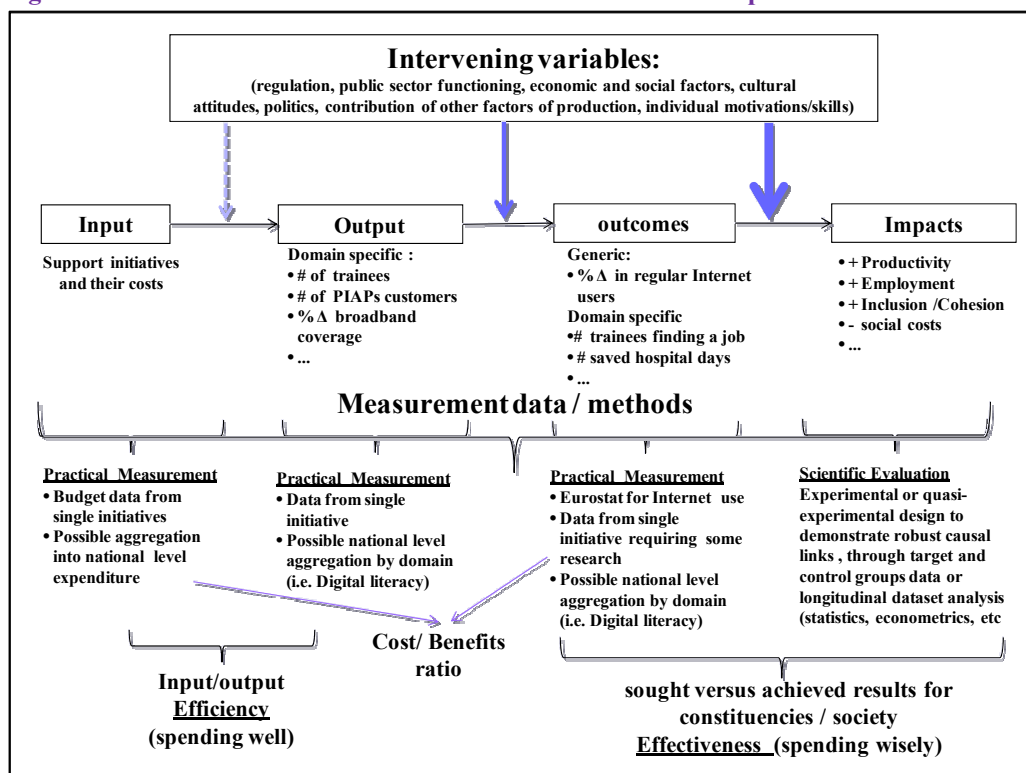 Intervening variables:
(regulation, public sector functioning, economic and social factors, cultural
attitudes, politics, contribution of other factors of production, individual motivations/skills)
Input
Support initiatives
and their costs
Output
Domain specific :
• # of trainees
• # of PIAPs customers
• %Δ broadband
coverage
• ...
outcomes
Generic:
• %Δ in regular Internet
users
Domain specific
•# trainees finding a job
• # saved hospital days
• ...
Impacts
• + Productivity
• + Employment
• + Inclusion /Cohesion
• - social costs
• ...
Measurement data / methods
Practical Measurement
• Budget data from
single initiatives
• Possible aggregation
into national level
expenditure
Practical Measurement
• Data from single
initiative
• Possible national level
aggregation by domain
(i.e. Digital literacy)
Practical Measurement
• Eurostat for Internet use
• Data from single
initiative requiring some
research
• Possible national level
aggregation by domain
(i.e. Digital literacy)
Scientific Evaluation
Experimental or quasi-
experimental design to
demonstrate robust causal
links , through target and
control groups data or
longitudinal dataset analysis
(statistics, econometrics, etc
Cost/ Benefits
ratio
Input/output
Efficiency
(spending well)
sought versus achieved results for
constituencies / society
Effectiveness (spending wisely)